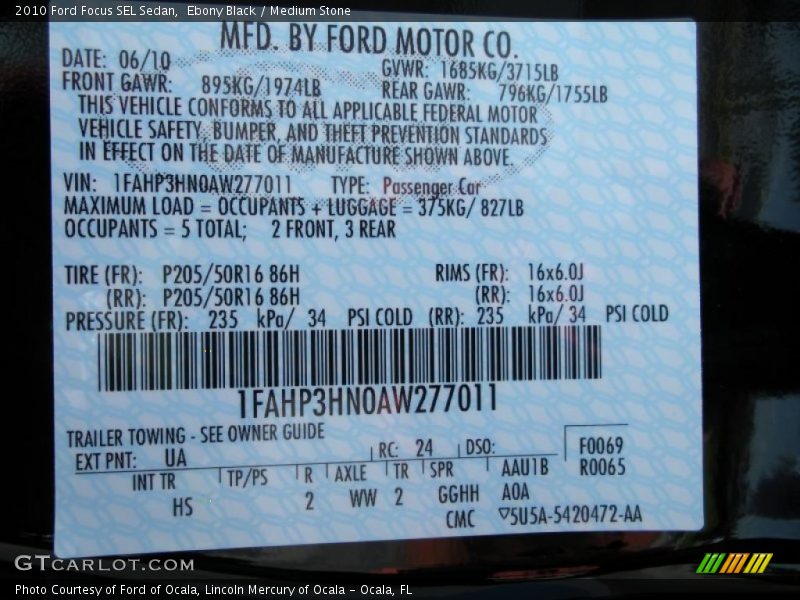 2010 Ford Focus SEL Sedan,  Ebony Black / Medium Stone
MFD. BY FORD MOTOR CO.
DATE: 06/10 GVWR: 1685KG/3715LB
FRONT GAWR: 895KG/1974LB REAR GAWR: 796KG/1755LB
THIS VEHICLE CONFORMS TO ALL APPLICABLE FEDERAL MOTOR
VEHICLE SAFETY, BUMPER, AND THEFT PREVENTION STANDARDS
IN EFFECT ON THE DATE OF MANUFACTURE SHOWN ABOVE.
VIN: 1FAHP3HN0AW277011 TYPE: Passenger Car
MAXIMUM LOAD = OCCUPANTS + LUGGAGE = 375KG/ 827LB
OCCUPANTS = 5 TOTAL; 2 FRONT, 3 REAR
TIRE (FR): P205/50R16 86H RIMS (FR): 16x6.0J
(RR): P205/50R16 86H (RR): 16x6.0J
PRESSURE (FR): 235 kPa/ 34 PSI COLD (RR): 235 kPa/ 34 PSI COLD
1FAHP3HN0AW277011
TRAILER TOWING - SEE OWNER GUIDE
EXT PNT: UA RC: 24 DSO: F0069
R0065
INT TR TP/PS R AXLE TR SPR AAU1B
HS 2 WW 2 GGHH A0A
CMC ▽5U5A-5420472-AA
GTCARLOT.COM
Photo Courtesy of Ford of Ocala, Lincoln Mercury of Ocala – Ocala, FL